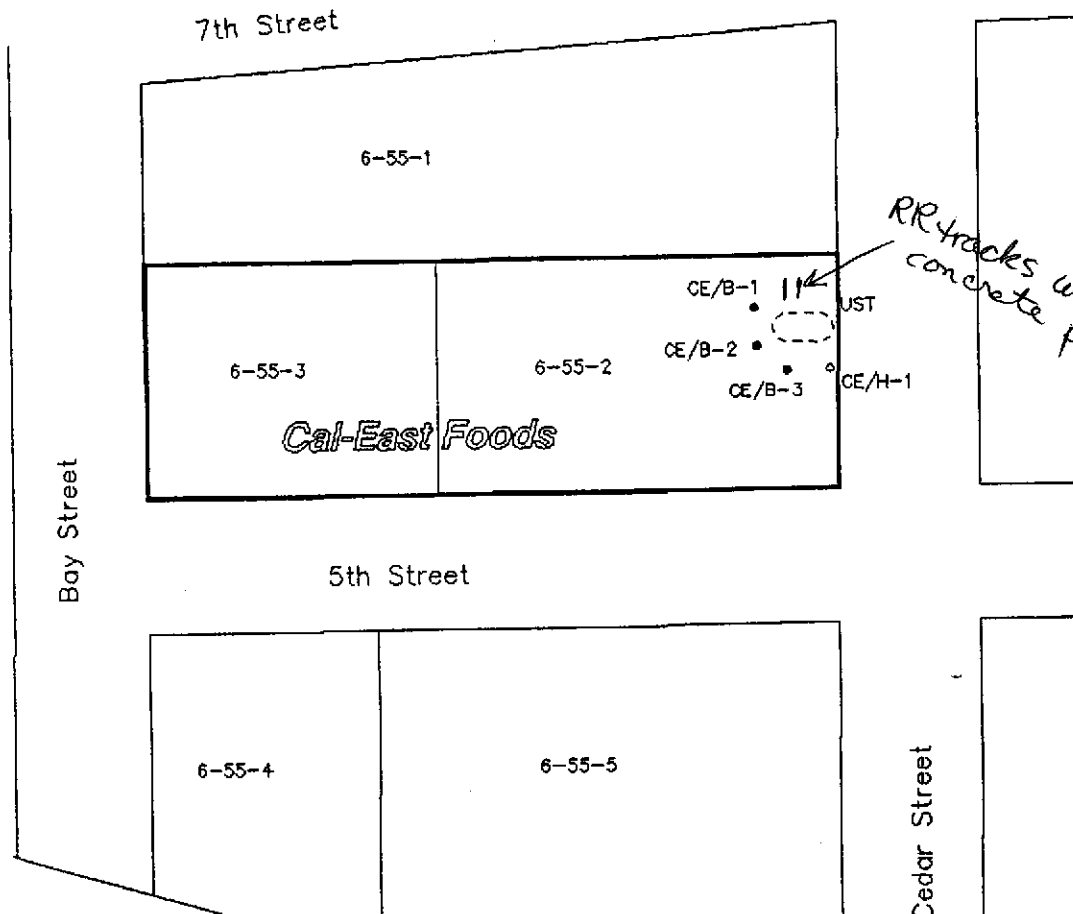 7th Street
6-55-1
RR tracks
concrete
CE/B-1
UST
CE/B-2
6-55-3
6-55-2
CE/B-3
CE/H-1
Cal-East Foods
Bay Street
5th Street
6-55-4
6-55-5
Cedar Street